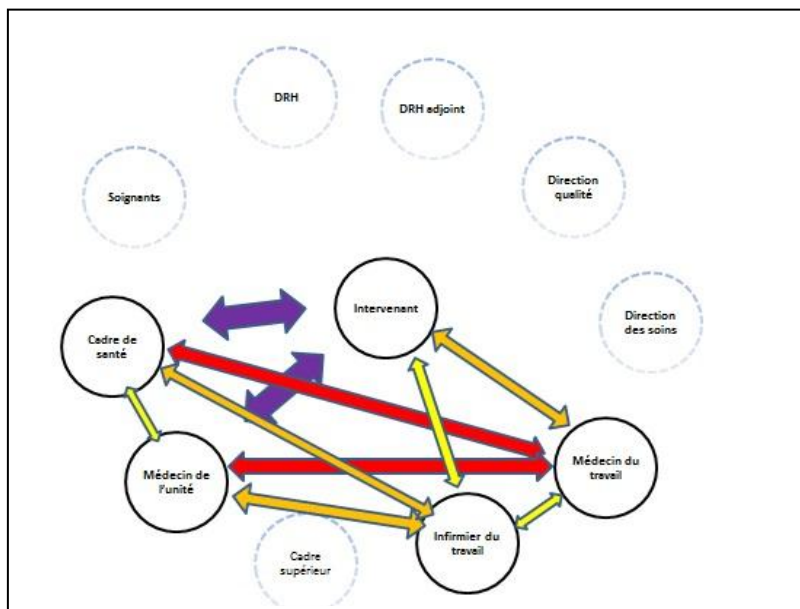 DRH
DRH adjoint
Soignants
Direction
qualité
Intervenant
Direction
des soins
Cadre de
santé
Médecin de
l'unité
Médecin du
travail
Infirmier du
travail
Cadre
supérieur